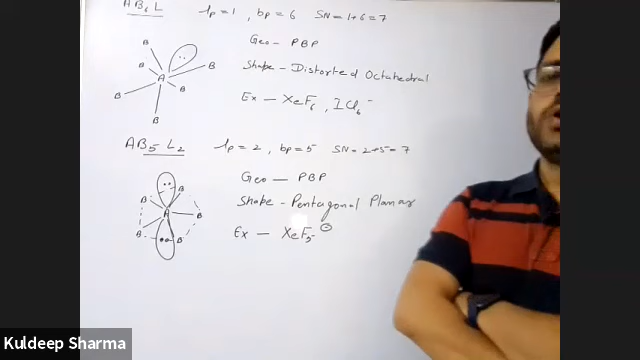 AB₆L lp = 1 , bp = 6 SN = 1+6 = 7
Geo - PBP
Shape - Distorted Octahedral
Ex - XeF₆ , ICl₆⁻
B
B
B
A
B
B
B
AB₅L₂ lp = 2 , bp = 5 SN = 2+5 = 7
Geo - PBP
Shape - Pentagonal Planar
Ex - XeF₅⁻
B
B
A
B
B
B
Kuldeep Sharma